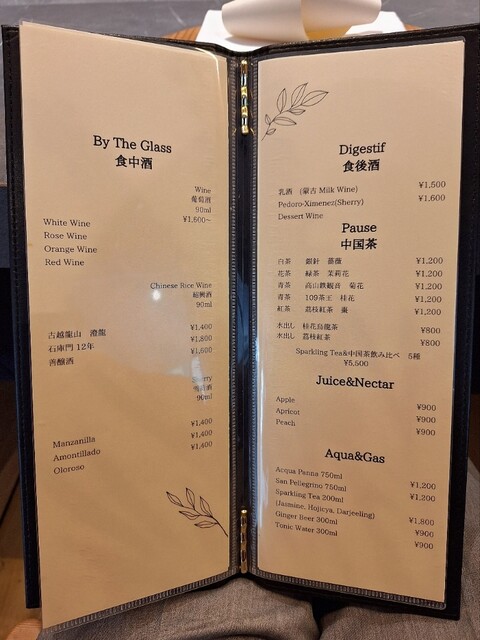 By The Glass
食中酒
Wine
葡萄酒
90ml
White Wine ¥1,600~
Rose Wine
Orange Wine
Red Wine
Chinese Rice Wine
紹興酒
90ml
古越龍山 澄龍 ¥1,400
石庫門 12年 ¥1,800
善醸酒 ¥1,600
Sherry
雪莉酒
90ml
Manzanilla ¥1,400
Amontillado ¥1,400
Oloroso ¥1,400
Digestif
食後酒
乳酒 (蒙古 Milk Wine) ¥1,500
Pedoro-Ximenez(Sherry) ¥1,600
Dessert Wine
Pause
中国茶
白茶 銀針 薔薇 ¥1,200
花茶 緑茶 茉莉花 ¥1,200
青茶 高山鉄観音 菊花 ¥1,200
青茶 109茶王 桂花 ¥1,200
紅茶 茘枝紅茶 棗 ¥1,200
水出し 桂花烏龍茶 ¥800
水出し 茘枝紅茶 ¥800
Sparkling Tea&中国茶飲み比べ 5種
¥5,500
Juice&Nectar
Apple ¥900
Apricot ¥900
Peach ¥900
Aqua&Gas
Acqua Panna 750ml ¥1,200
San Pellegrino 750ml ¥1,200
Sparkling Tea 200ml
(Jasmine, Hojicya, Darjeeling) ¥1,800
Ginger Beer 300ml ¥900
Tonic Water 300ml ¥900